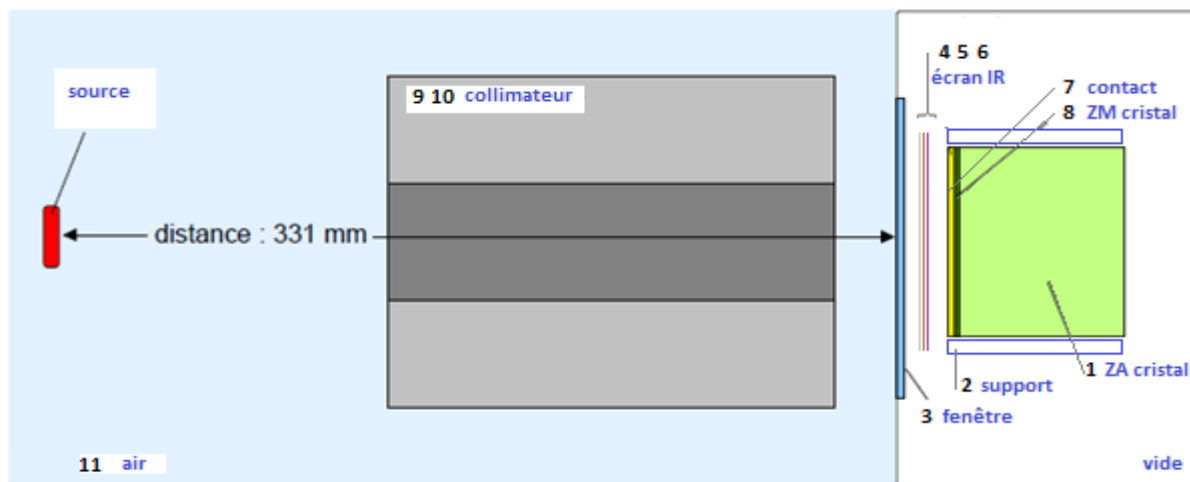 source
9 10 collimateur
4 5 6
écran IR
7 contact
8 ZM cristal
distance : 331 mm
1 ZA cristal
2 support
3 fenêtre
11 air
vide